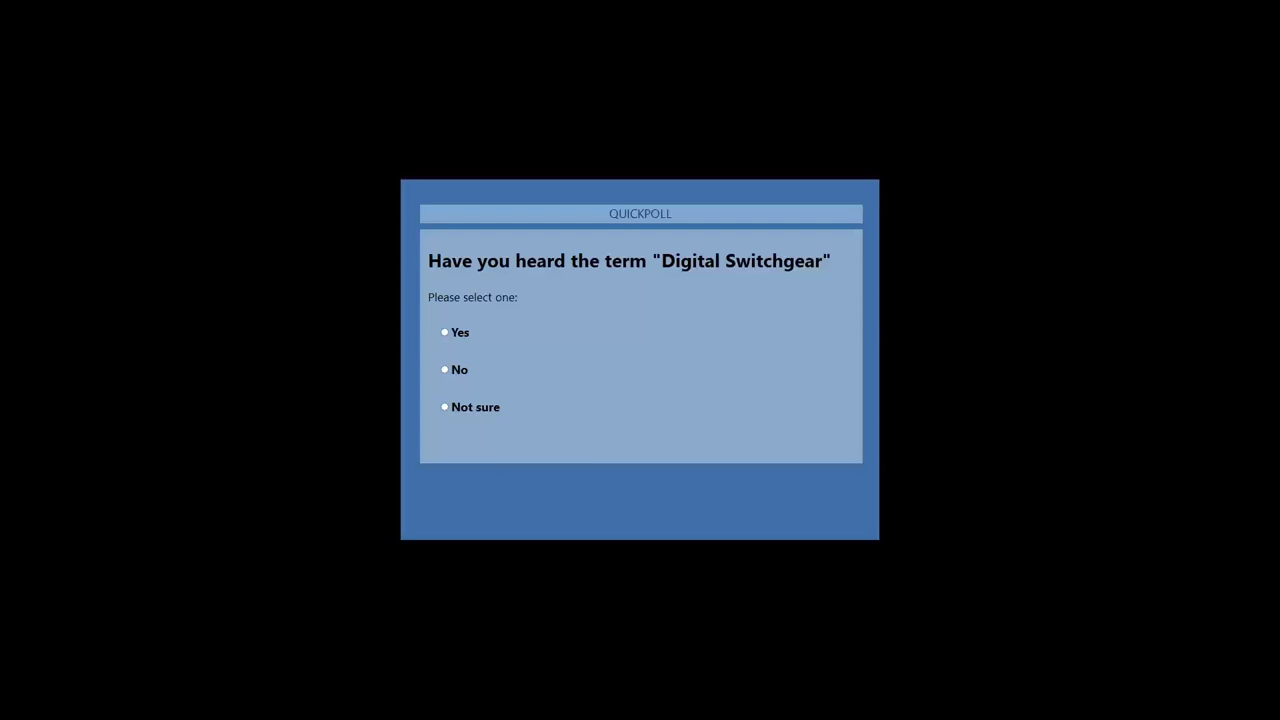 QUICKPOLL
Have you heard the term "Digital Switchgear"
Please select one:
Yes
No
Not sure